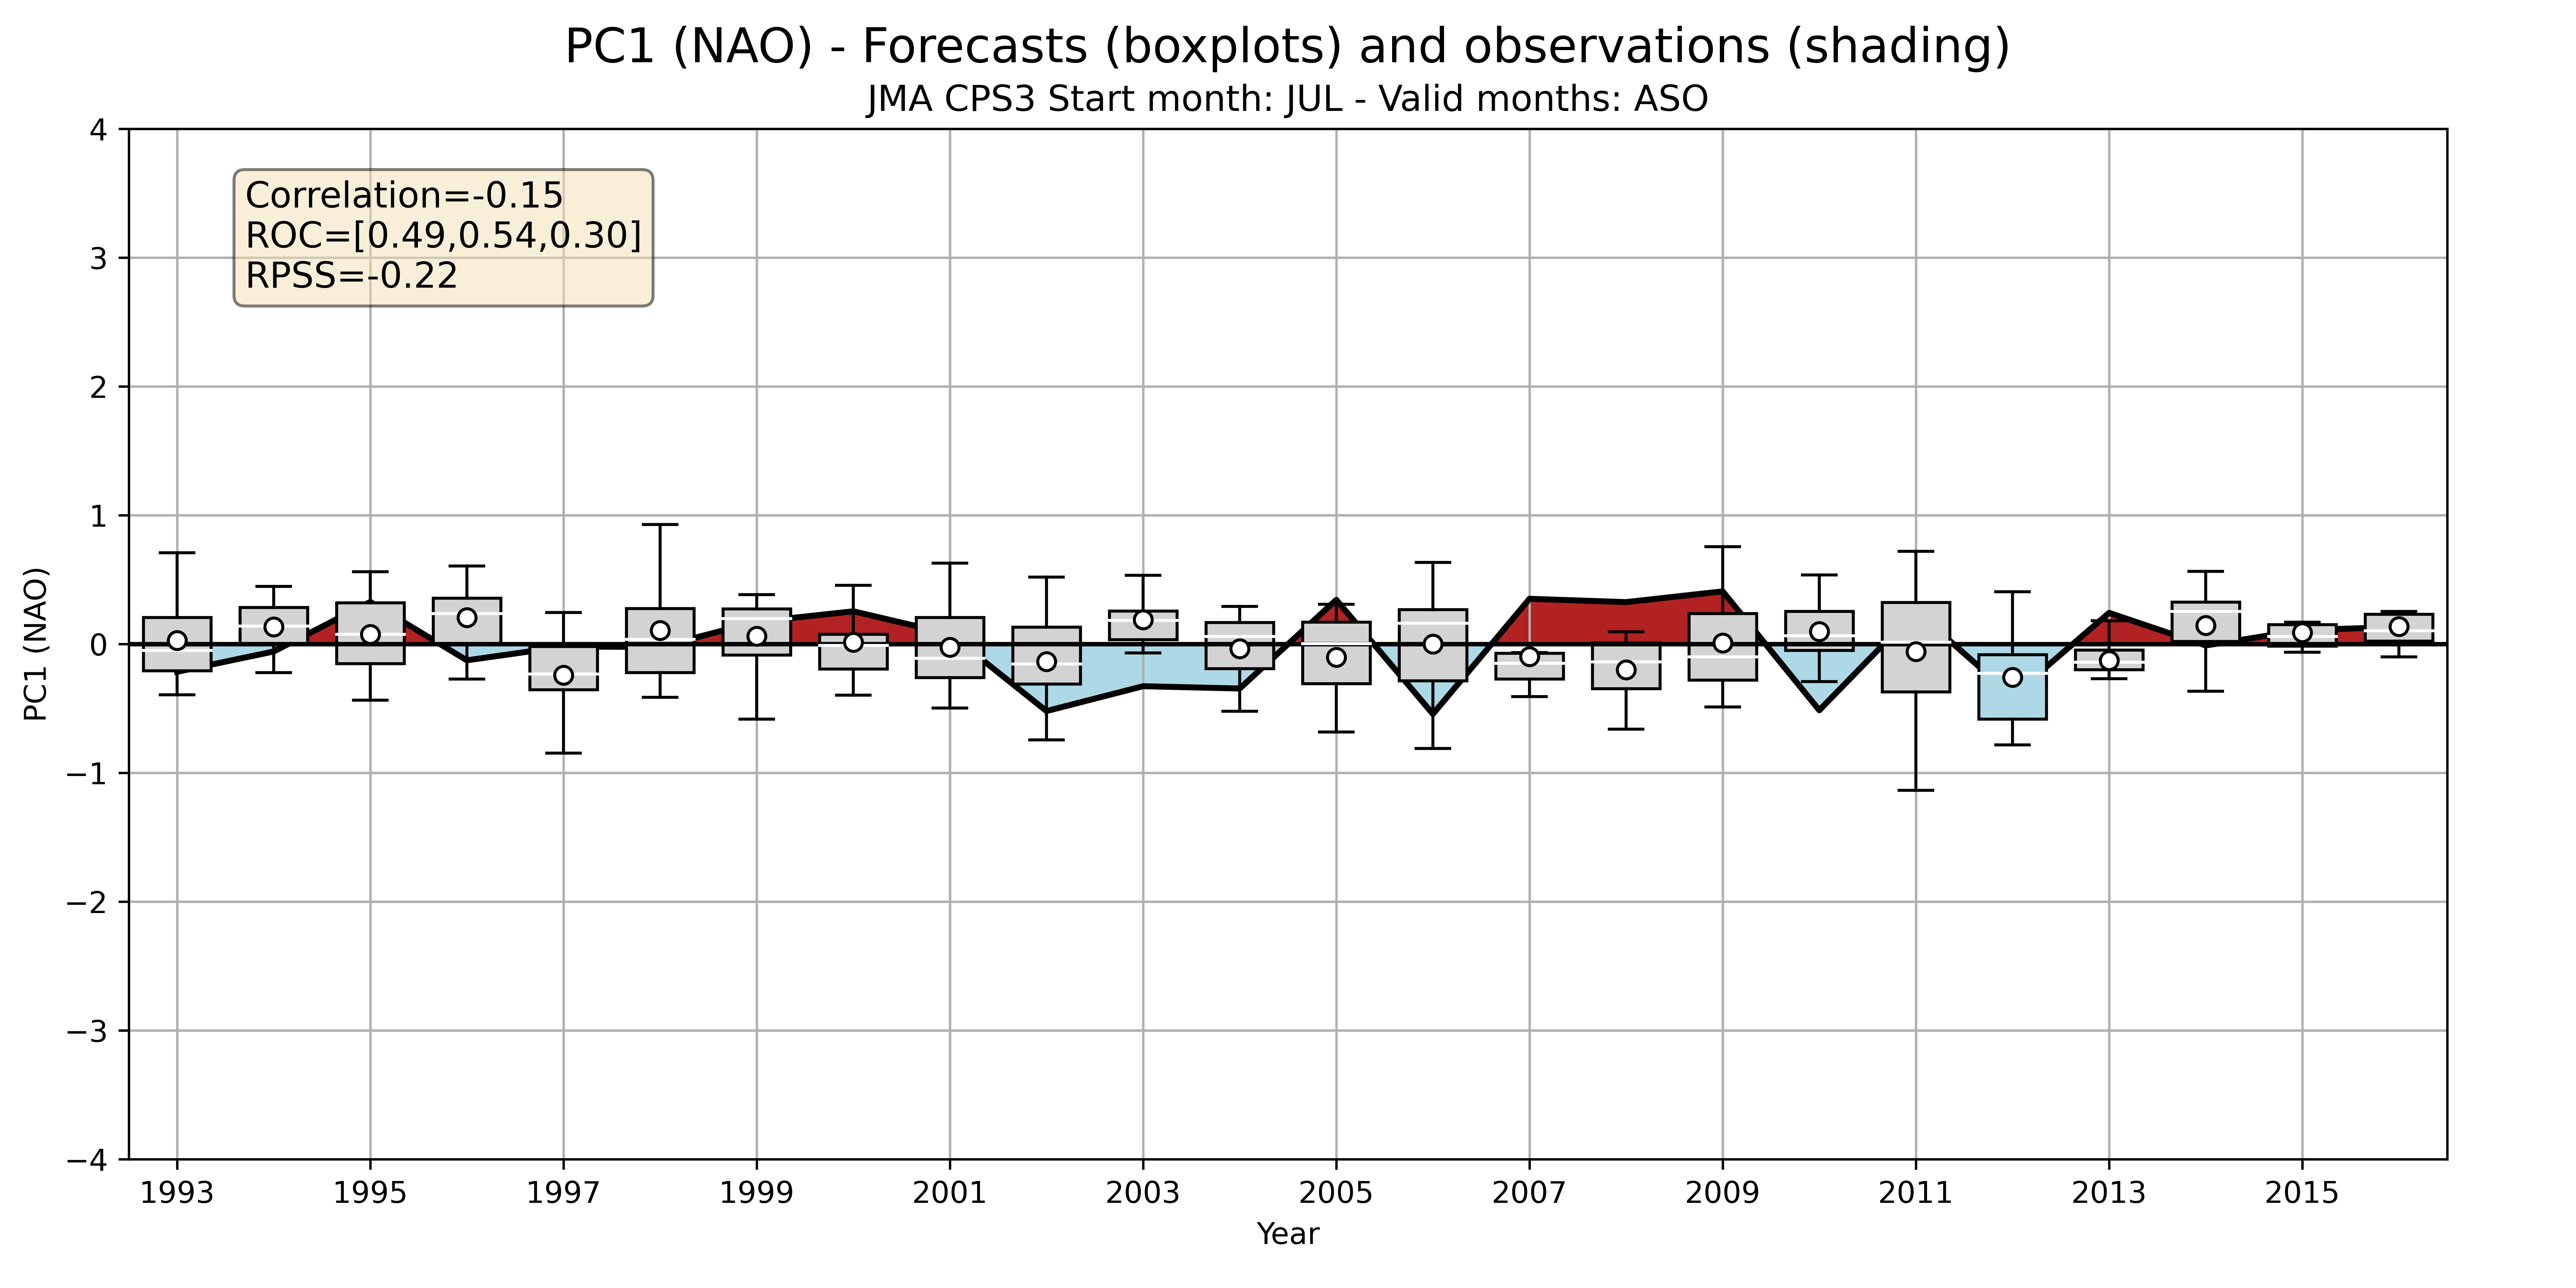 PC1 (NAO) - Forecasts (boxplots) and observations (shading)
JMA CPS3 Start month: JUL - Valid months: ASO
Correlation=-0.15
ROC=[0.49,0.54,0.30]
RPSS=-0.22
PC1 (NAO)
4
3
2
1
0
−1
−2
−3
−4
1993 1995 1997 1999 2001 2003 2005 2007 2009 2011 2013 2015
Year